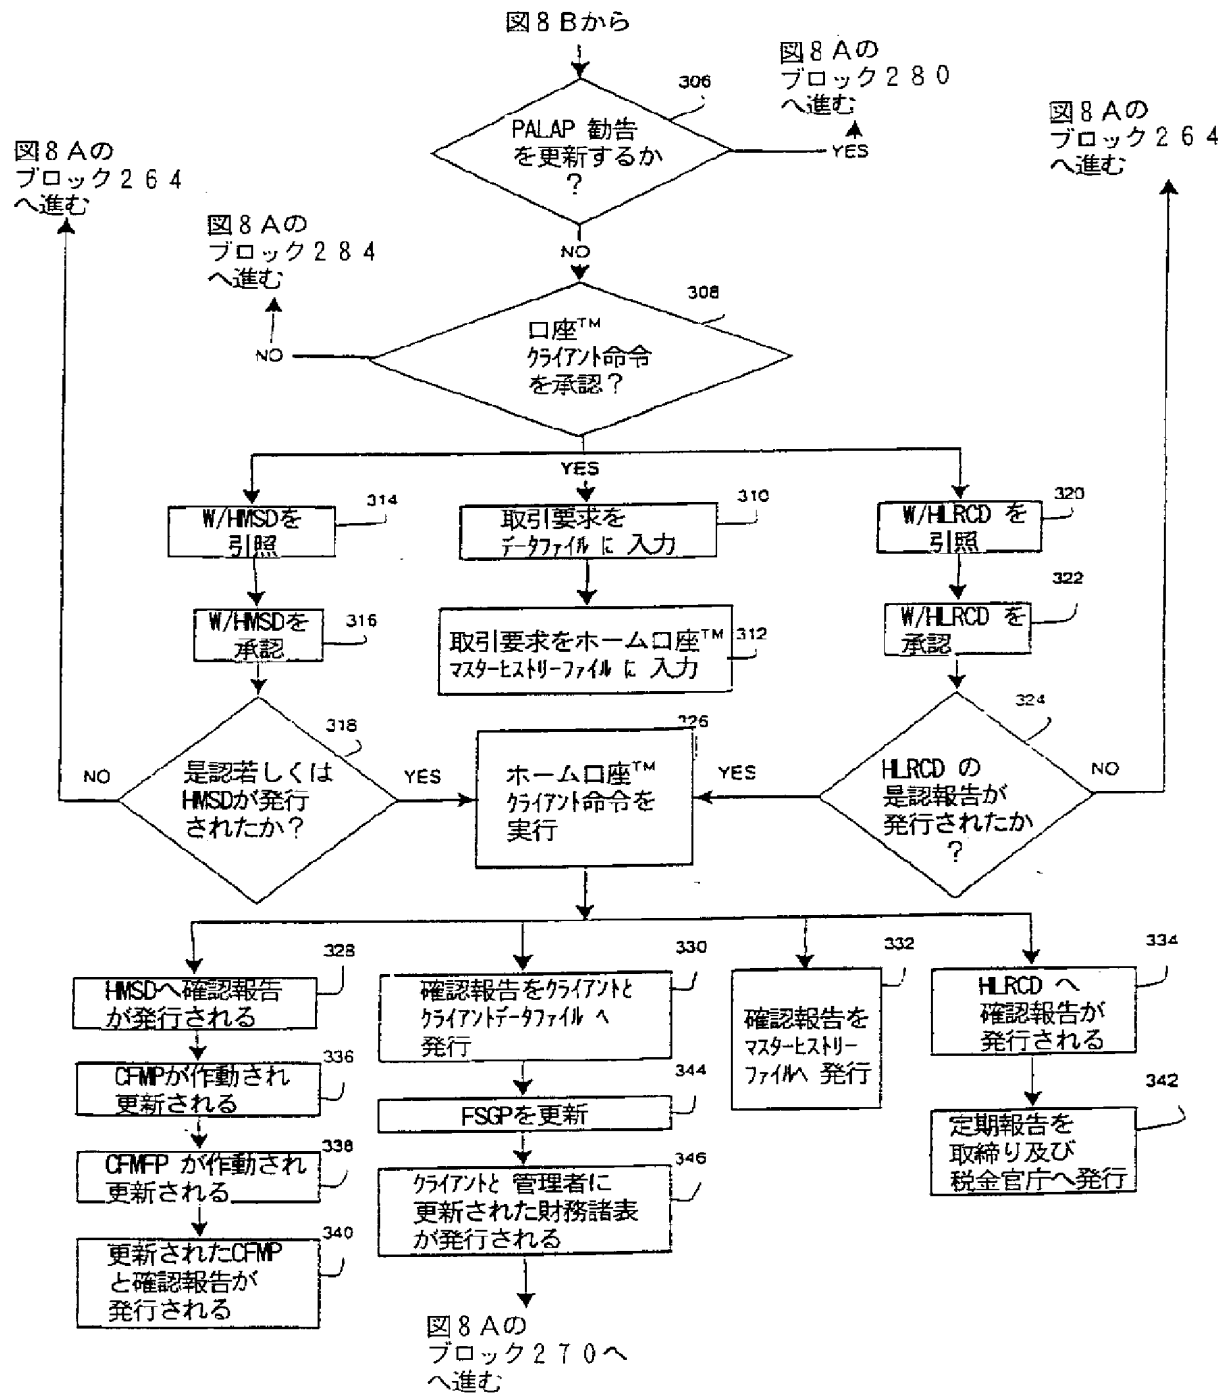 図8Bから
図8Aの
ブロック280
へ進む
306
PALAP 勧告
を更新するか
?
YES
図8Aの
ブロック264
へ進む
図8Aの
ブロック264
へ進む
図8Aの
ブロック284
へ進む
NO
308
口座™
クライアント命令
を承認?
NO
YES
314
W/HMSDを
引照
310
取引要求を
データファイル に 入力
320
W/HLRCD を
引照
316
W/HMSDを
承認
312
取引要求をホーム口座™
マスターヒストリーファイル に 入力
322
W/HLRCD を
承認
318
是認若しくは
HMSDが発行
されたか?
NO
YES
326
ホーム口座™
クライアント命令を
実行
324
HLRCD の
是認報告が
発行されたか
?
YES
NO
328
HMSDへ確認報告
が発行される
330
確認報告をクライアントと
クライアントデータファイル へ
発行
332
確認報告を
マスターヒストリー
ファイルへ 発行
334
HLRCD へ
確認報告が
発行される
336
CFMPが作動され
更新される
344
FSGPを更新
342
定期報告を
取締り及び
税金官庁へ発行
338
CFMFP が作動され
更新される
346
クライアントと 管理者に
更新された財務諸表
が発行される
340
更新されたCFMP
と確認報告が
発行される
図8Aの
ブロック270へ
へ進む